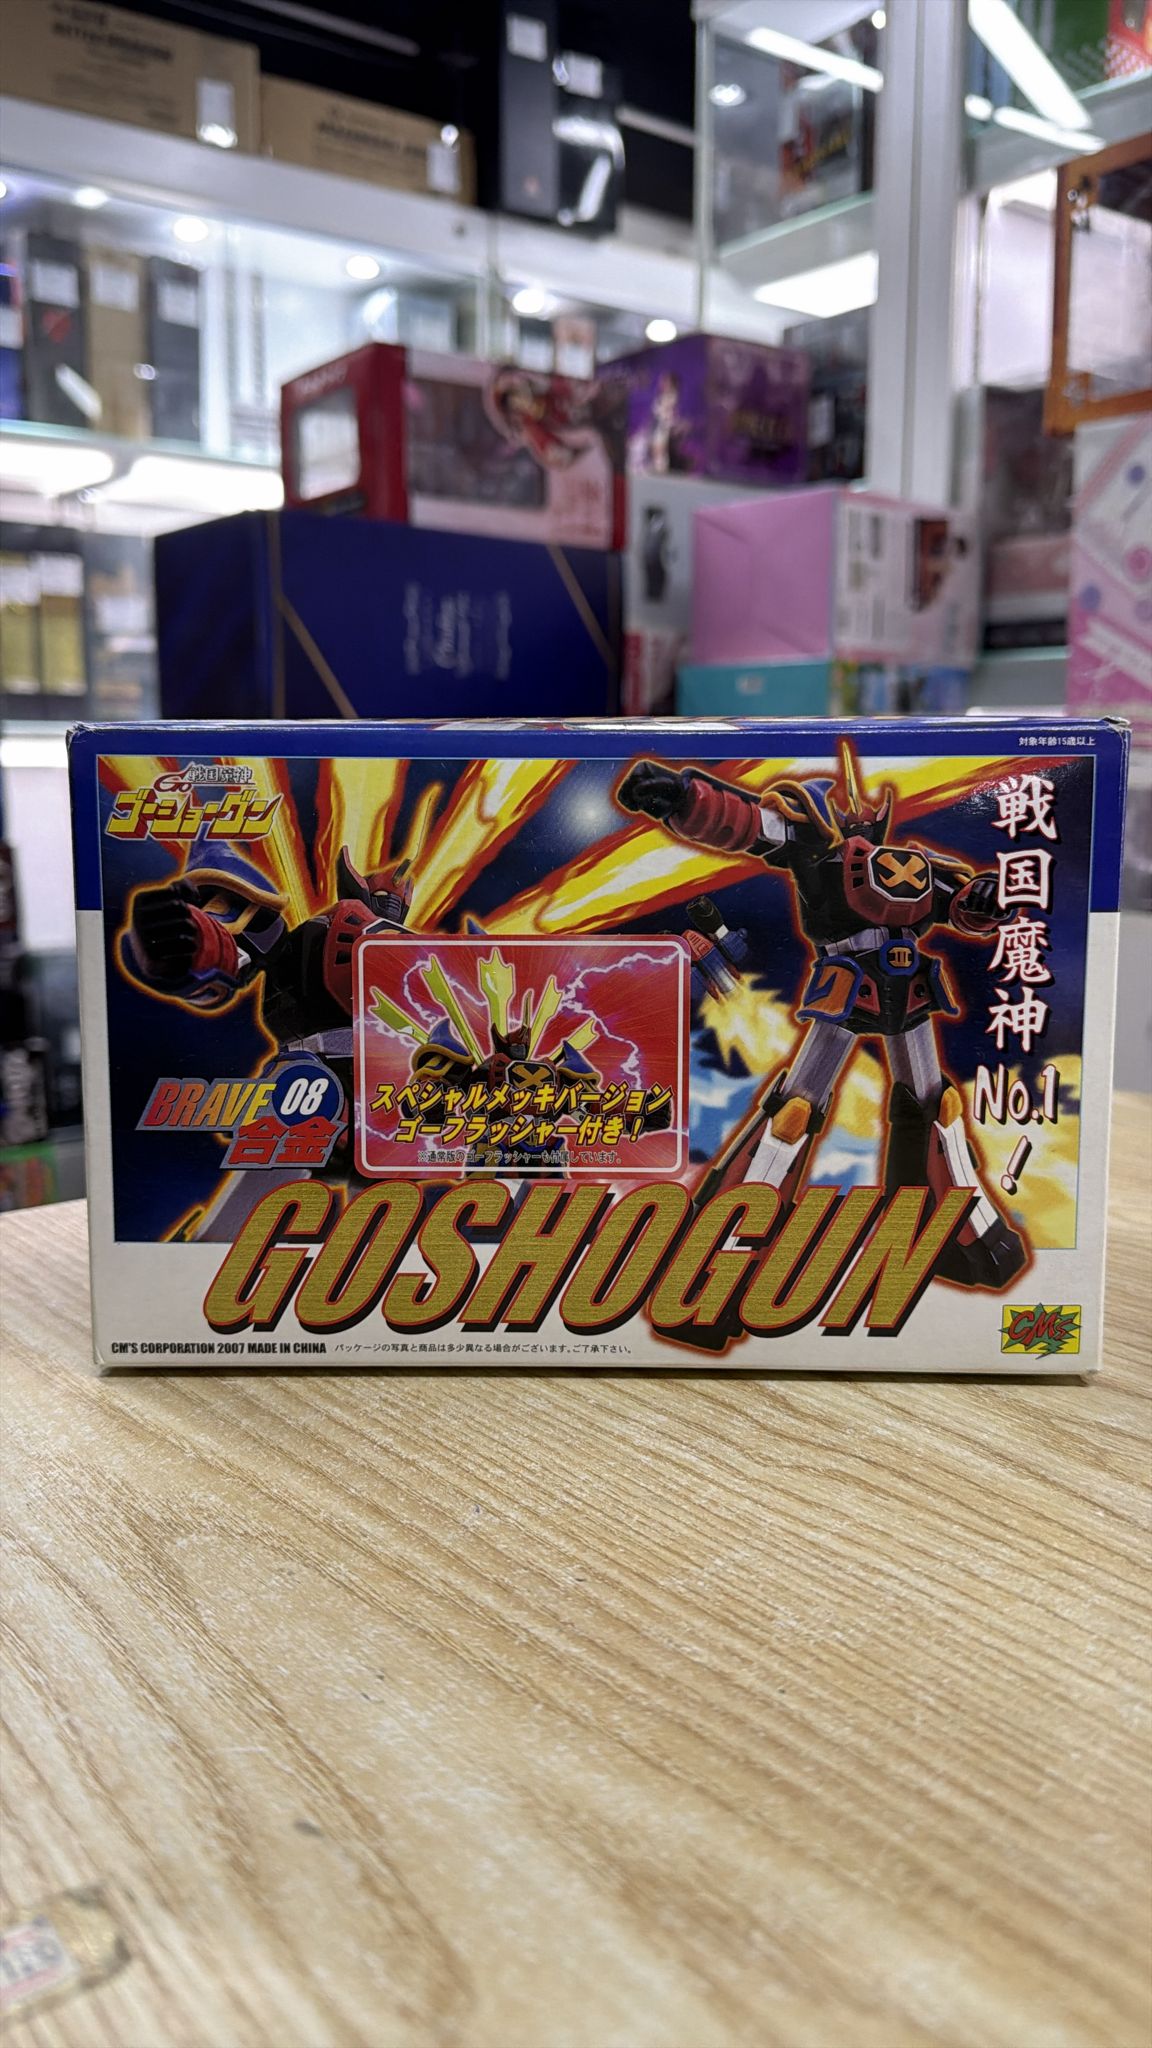 対象年齢15歳以上
戦国魔神
ゴーショーグン
戦国魔神 No.1!
BRAVE 08
合金
スペシャルメッキバージョン
ゴーフラッシャー付き!
※通常版のゴーフラッシャーも付属しています。
GOSHOGUN
CM'S
CM'S CORPORATION 2007 MADE IN CHINA パッケージの写真と商品は多少異なる場合がございます。ご了承下さい。